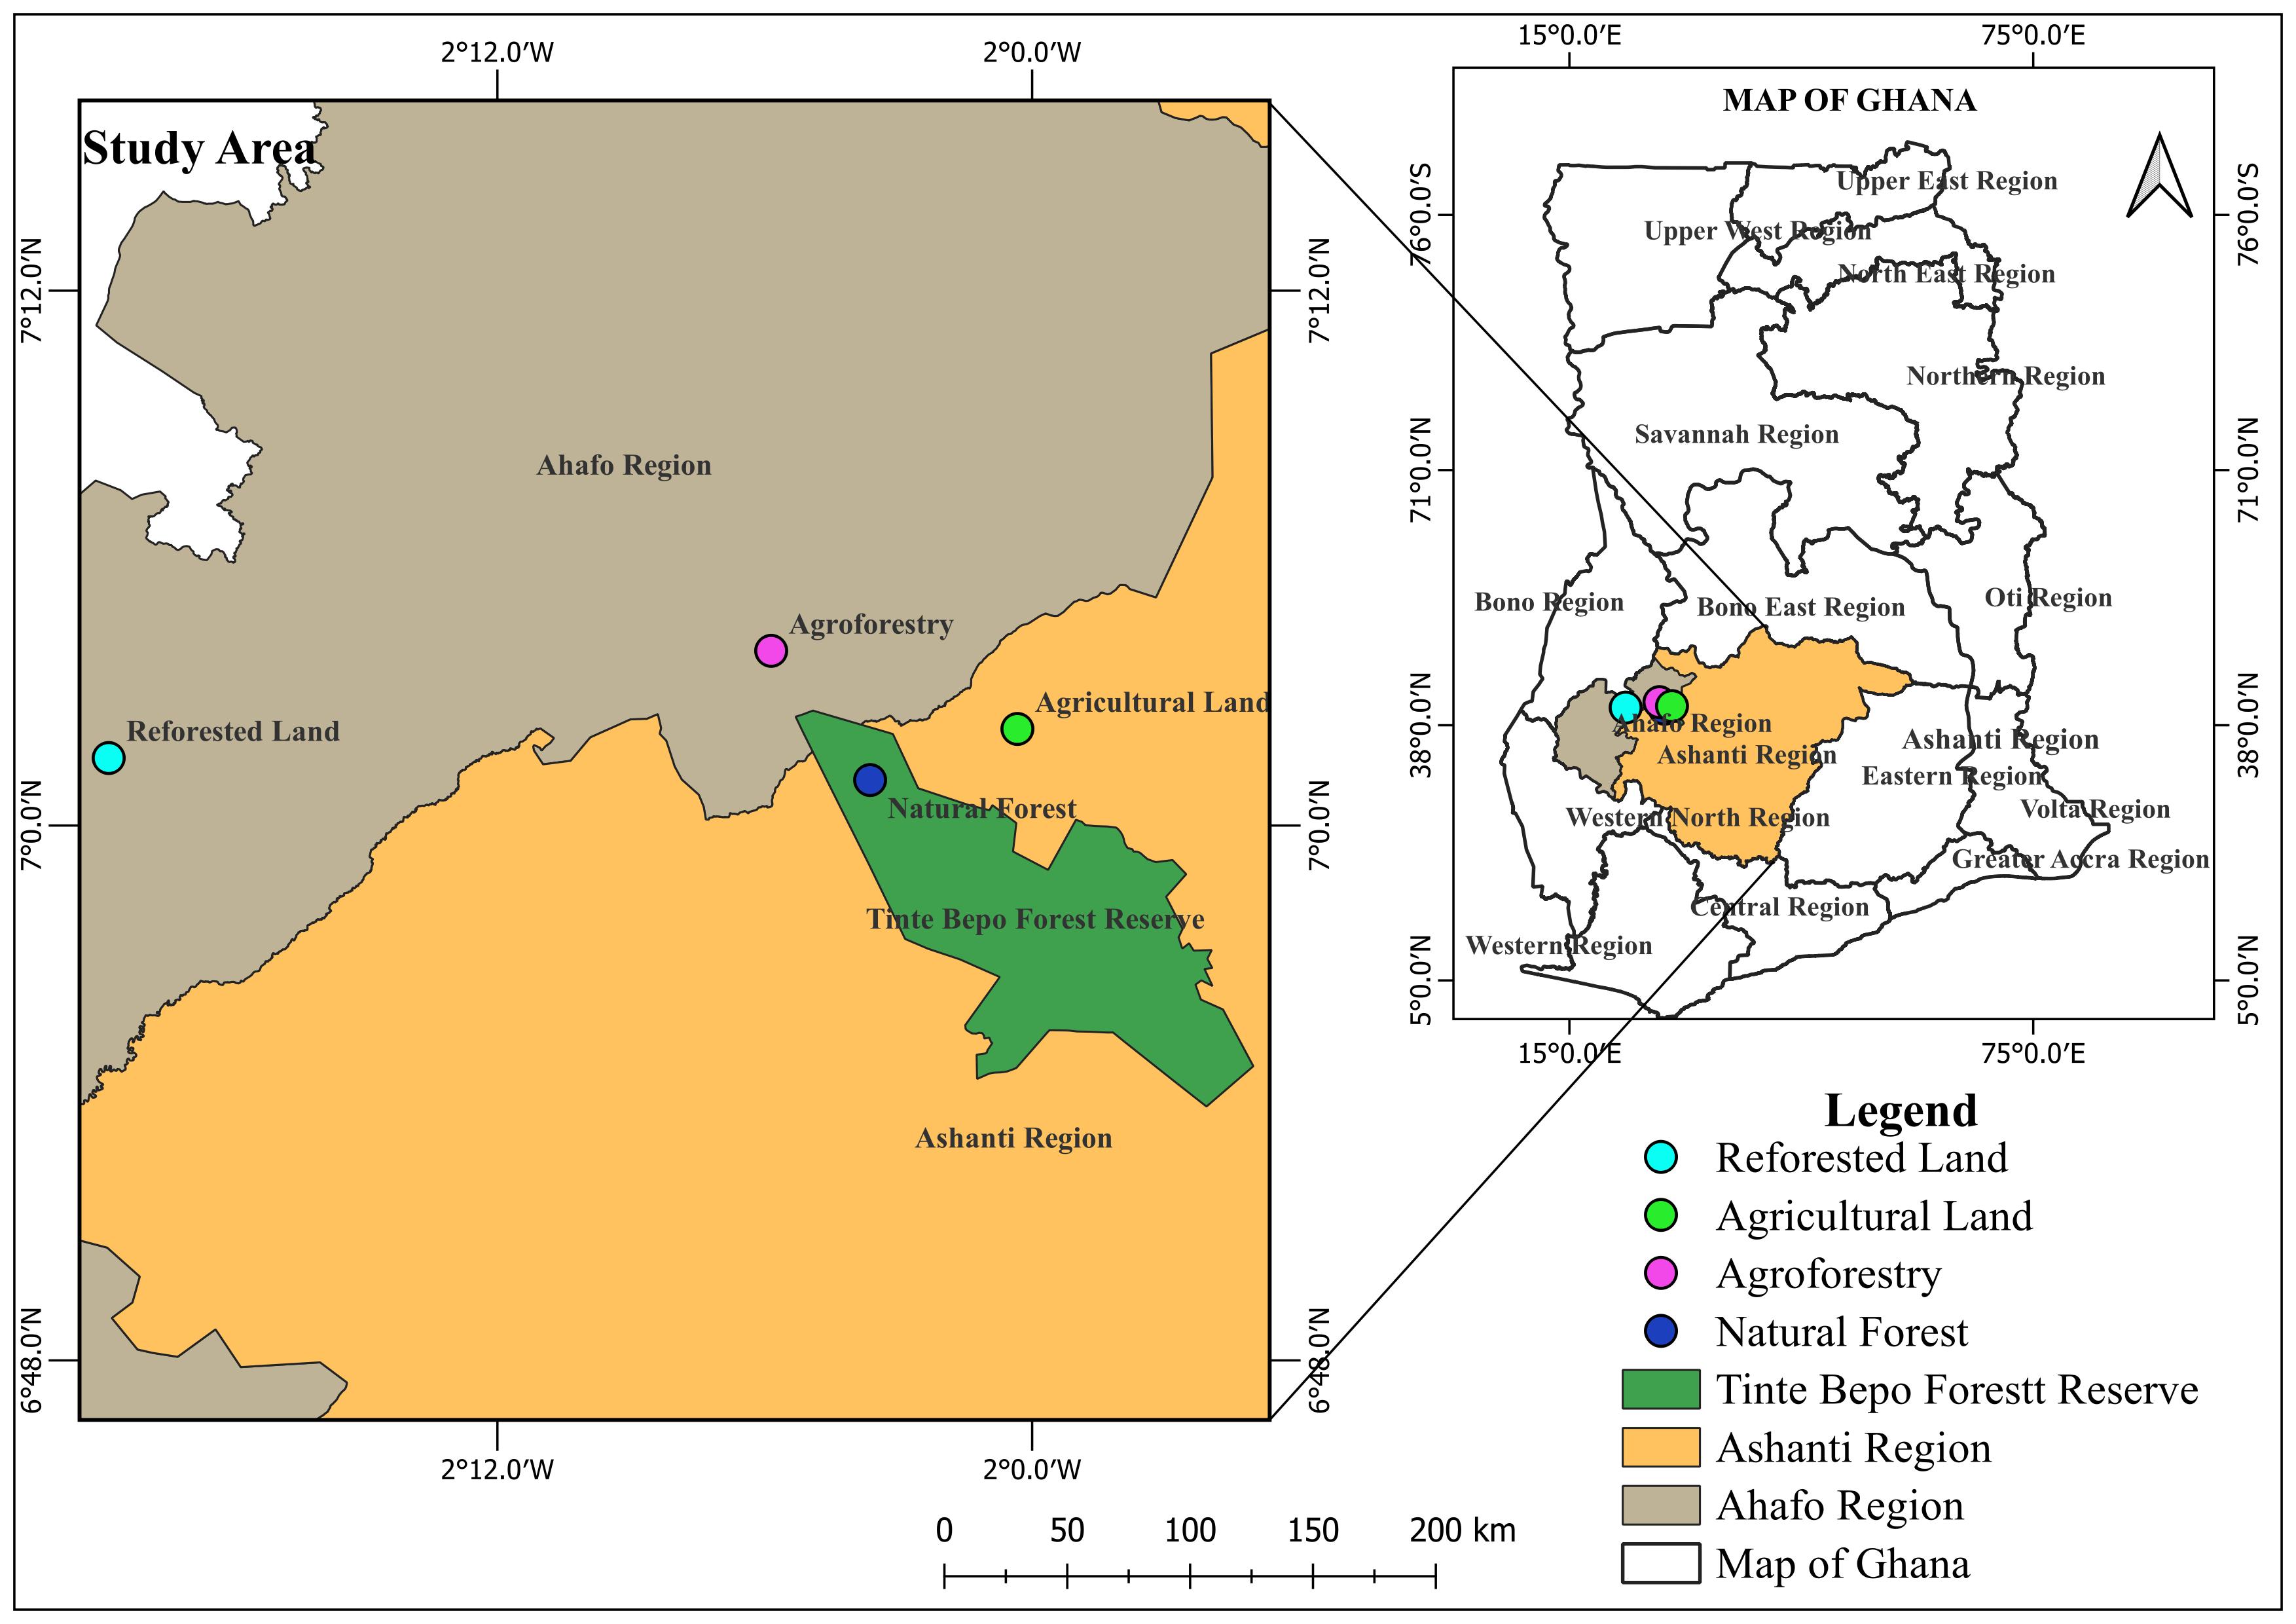 2°12.0'W
2°0.0'W
Study Area
7°12.0'N
7°12.0'N
Ahafo Region
Agroforestry
Agricultural Land
Reforested Land
Natural Forest
7°0.0'N
7°0.0'N
Tinte Bepo Forest Reserve
Ashanti Region
6°48.0'N
6°48.0'N
2°12.0'W
2°0.0'W
0 50 100 150 200 km
15°0.0'E
75°0.0'E
MAP OF GHANA
76°0.0'S
76°0.0'S
Upper East Region
Upper West Region
North East Region
Northern Region
Savannah Region
71°0.0'N
71°0.0'N
Bono Region
Bono East Region
Oti Region
38°0.0'N
38°0.0'N
Ahafo Region
Ashanti Region
Ashanti Region
Eastern Region
Volta Region
Western North Region
Greater Accra Region
Central Region
Western Region
5°0.0'N
5°0.0'N
15°0.0'E
75°0.0'E
Legend
Reforested Land
Agricultural Land
Agroforestry
Natural Forest
Tinte Bepo Forestt Reserve
Ashanti Region
Ahafo Region
Map of Ghana